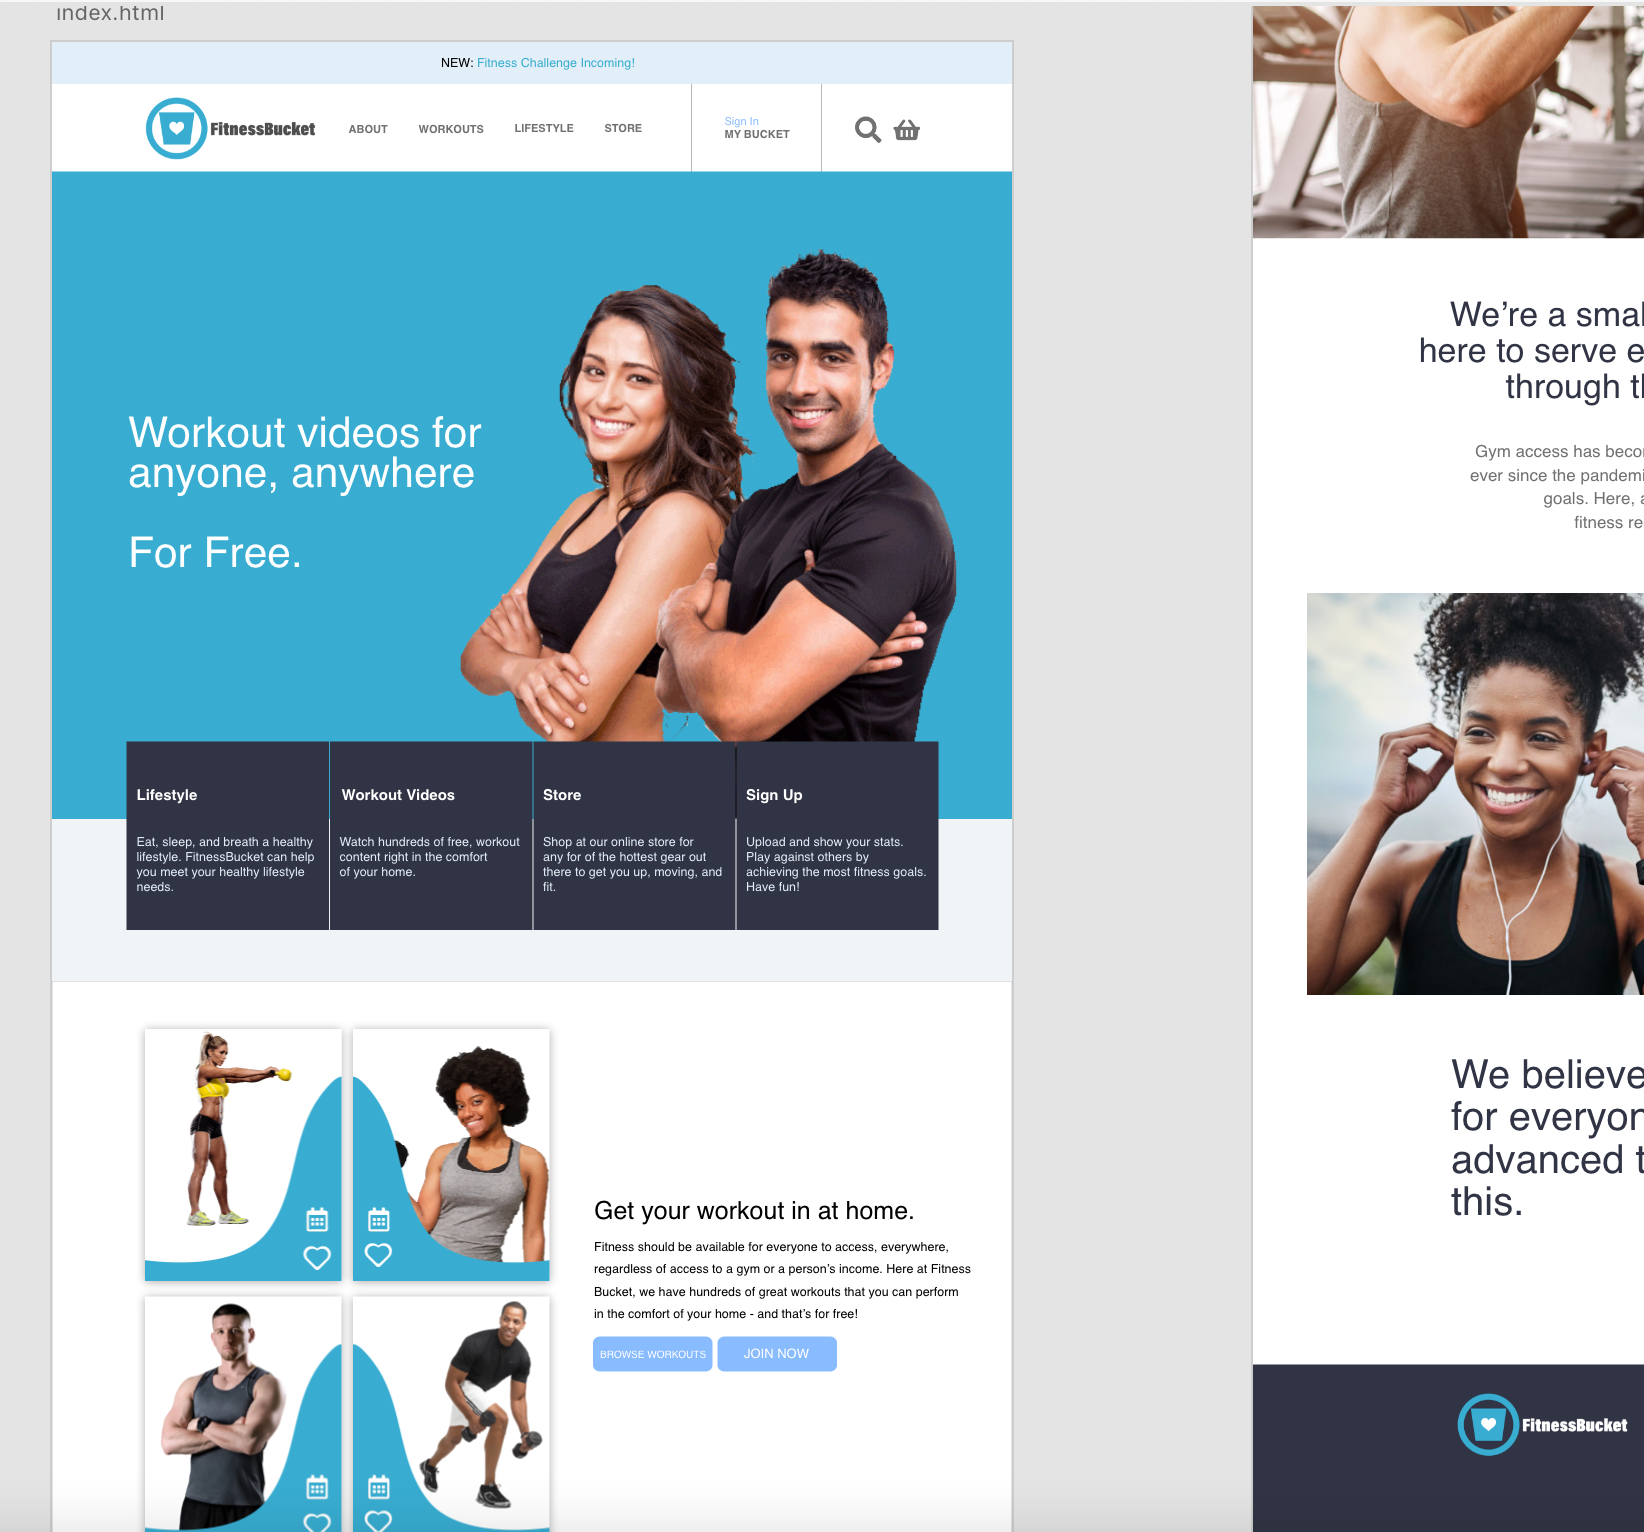 index.html
NEW: Fitness Challenge Incoming!
FitnessBucket
ABOUT
WORKOUTS
LIFESTYLE
STORE
Sign In
MY BUCKET
Workout videos for
anyone, anywhere
For Free.
Lifestyle
Eat, sleep, and breath a healthy
lifestyle. FitnessBucket can help
you meet your healthy lifestyle
needs.
Workout Videos
Watch hundreds of free, workout
content right in the comfort
of your home.
Store
Shop at our online store for
any for of the hottest gear out
there to get you up, moving, and
fit.
Sign Up
Upload and show your stats.
Play against others by
achieving the most fitness goals.
Have fun!
Get your workout in at home.
Fitness should be available for everyone to access, everywhere,
regardless of access to a gym or a person's income. Here at Fitness
Bucket, we have hundreds of great workouts that you can perform
in the comfort of your home - and that's for free!
BROWSE WORKOUTS
JOIN NOW
We're a smal
here to serve e
through th
Gym access has becor
ever since the pandemi
goals. Here, a
fitness re
We believe
for everyor
advanced t
this.
FitnessBucket